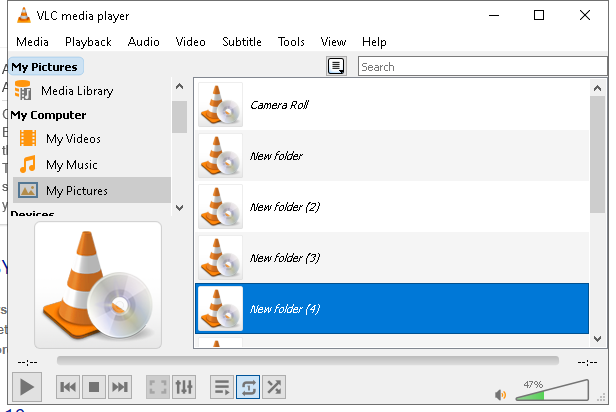 VLC media player
Media Playback Audio Video Subtitle Tools View Help
My Pictures
Search
Media Library
My Computer
My Videos
My Music
My Pictures
Devices
Camera Roll
New folder
New folder (2)
New folder (3)
New folder (4)
--:--
--:--
47%